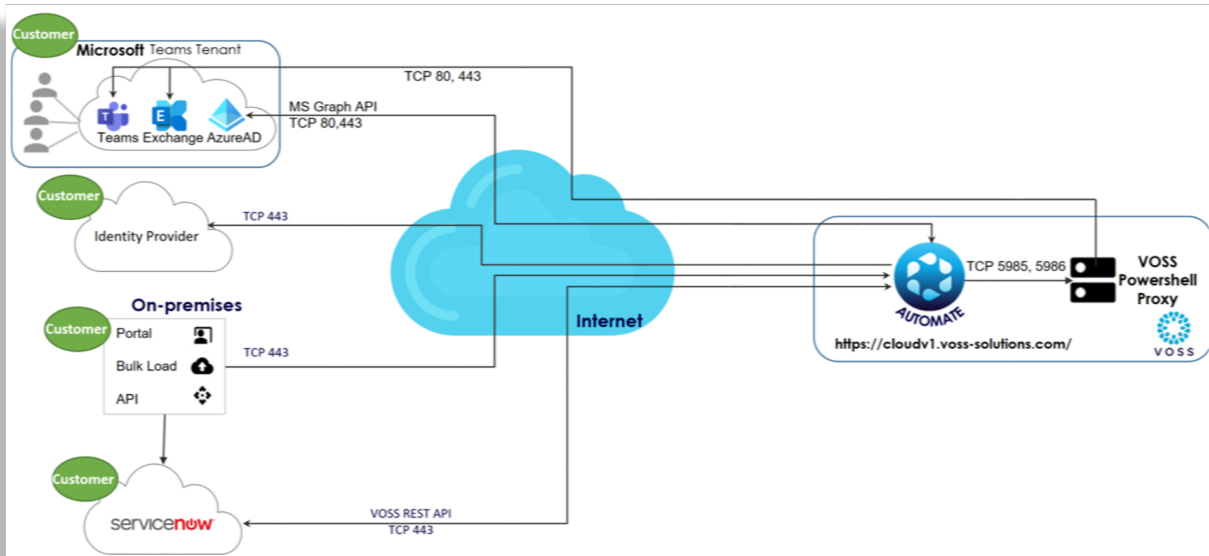 Customer
Microsoft Teams Tenant
TCP 80, 443
MS Graph API
TCP 80,443
Teams Exchange AzureAD
Customer
TCP 443
Identity Provider
TCP 5985, 5986
VOSS
Powershell
Proxy
AUTOMATE
On-premises
Internet
Customer
Portal
TCP 443
Bulk Load
API
https://cloudv1.voss-solutions.com/
VOSS
Customer
servicenow
VOSS REST API
TCP 443